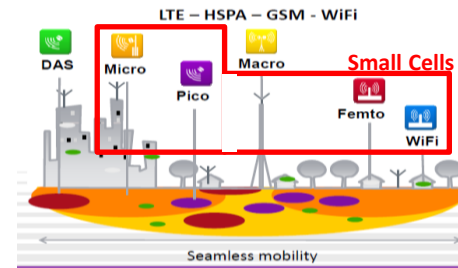 LTE – HSPA – GSM - WiFi
DAS
Micro
Macro
Small Cells
Pico
Femto
WiFi
Seamless mobility